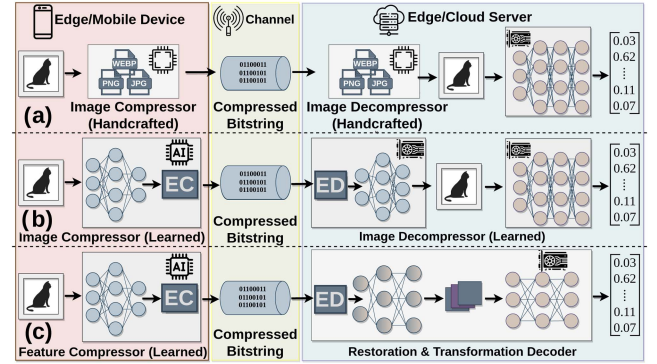 Edge/Mobile Device
Channel
Edge/Cloud Server
WEBP
PNG
JPG
01100011
01100101
01100101
WEBP
PNG
JPG
0.03
0.62
0.11
0.07
(a)
Image Compressor
(Handcrafted)
Compressed
Bitstring
Image Decompressor
(Handcrafted)
AI
EC
01100011
01100101
01100101
ED
0.03
0.62
0.11
0.07
(b)
Image Compressor (Learned)
Compressed
Bitstring
Image Decompressor (Learned)
AI
EC
01100011
01100101
01100101
ED
0.03
0.62
0.11
0.07
(c)
Feature Compressor (Learned)
Compressed
Bitstring
Restoration & Transformation Decoder